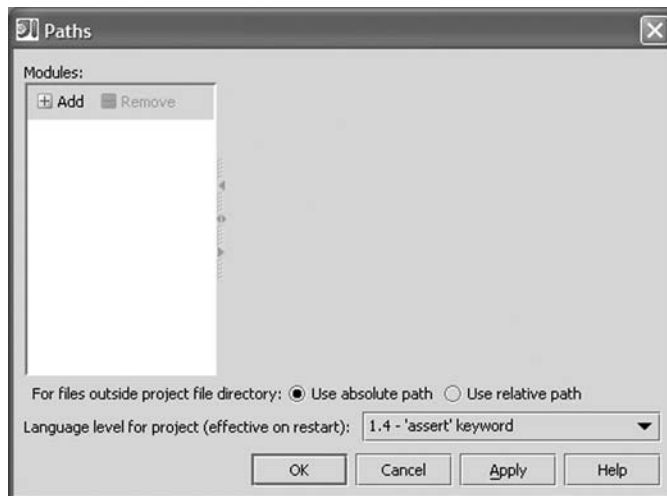 Paths
Modules:
Add Remove
For files outside project file directory: Use absolute path Use relative path
Language level for project (effective on restart): 1.4 - 'assert' keyword
OK Cancel Apply Help